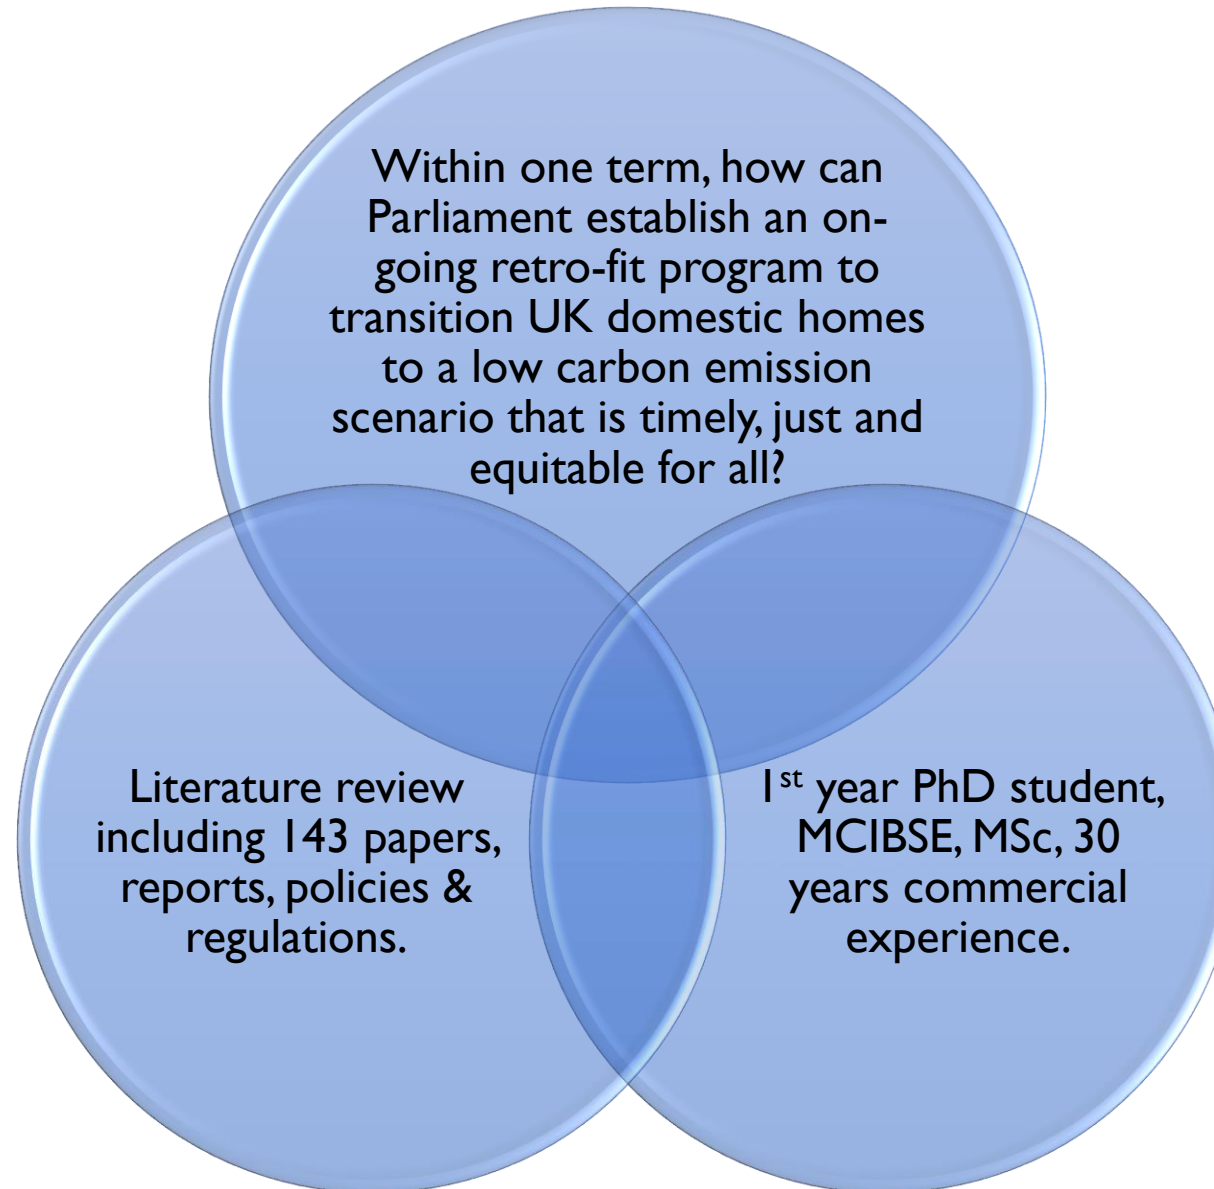 Within one term, how can
Parliament establish an on-
going retro-fit program to
transition UK domestic homes
to a low carbon emission
scenario that is timely, just and
equitable for all?
Literature review
including 143 papers,
reports, policies &
regulations.
1st year PhD student,
MCIBSE, MSc, 30
years commercial
experience.